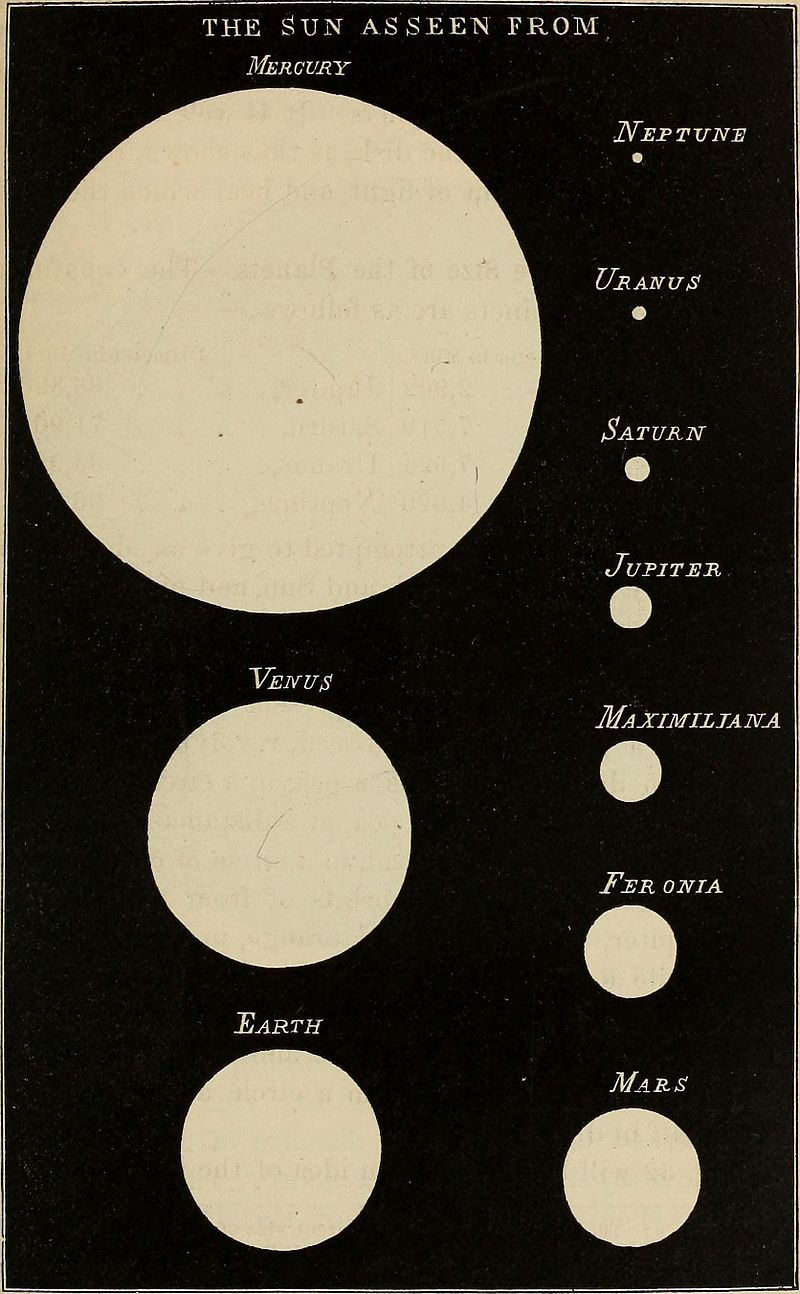 THE SUN AS SEEN FROM
MERCURY
NEPTUNE
URANUS
SATURN
JUPITER
VENUS
MAXIMILIANA
FERONIA
EARTH
MARS